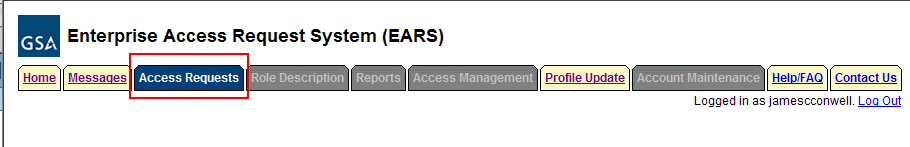 GSA Enterprise Access Request System (EARS)
Home Messages Access Requests Role Description Reports Access Management Profile Update Account Maintenance Help/FAQ Contact Us
Logged in as jamescconwell. Log Out